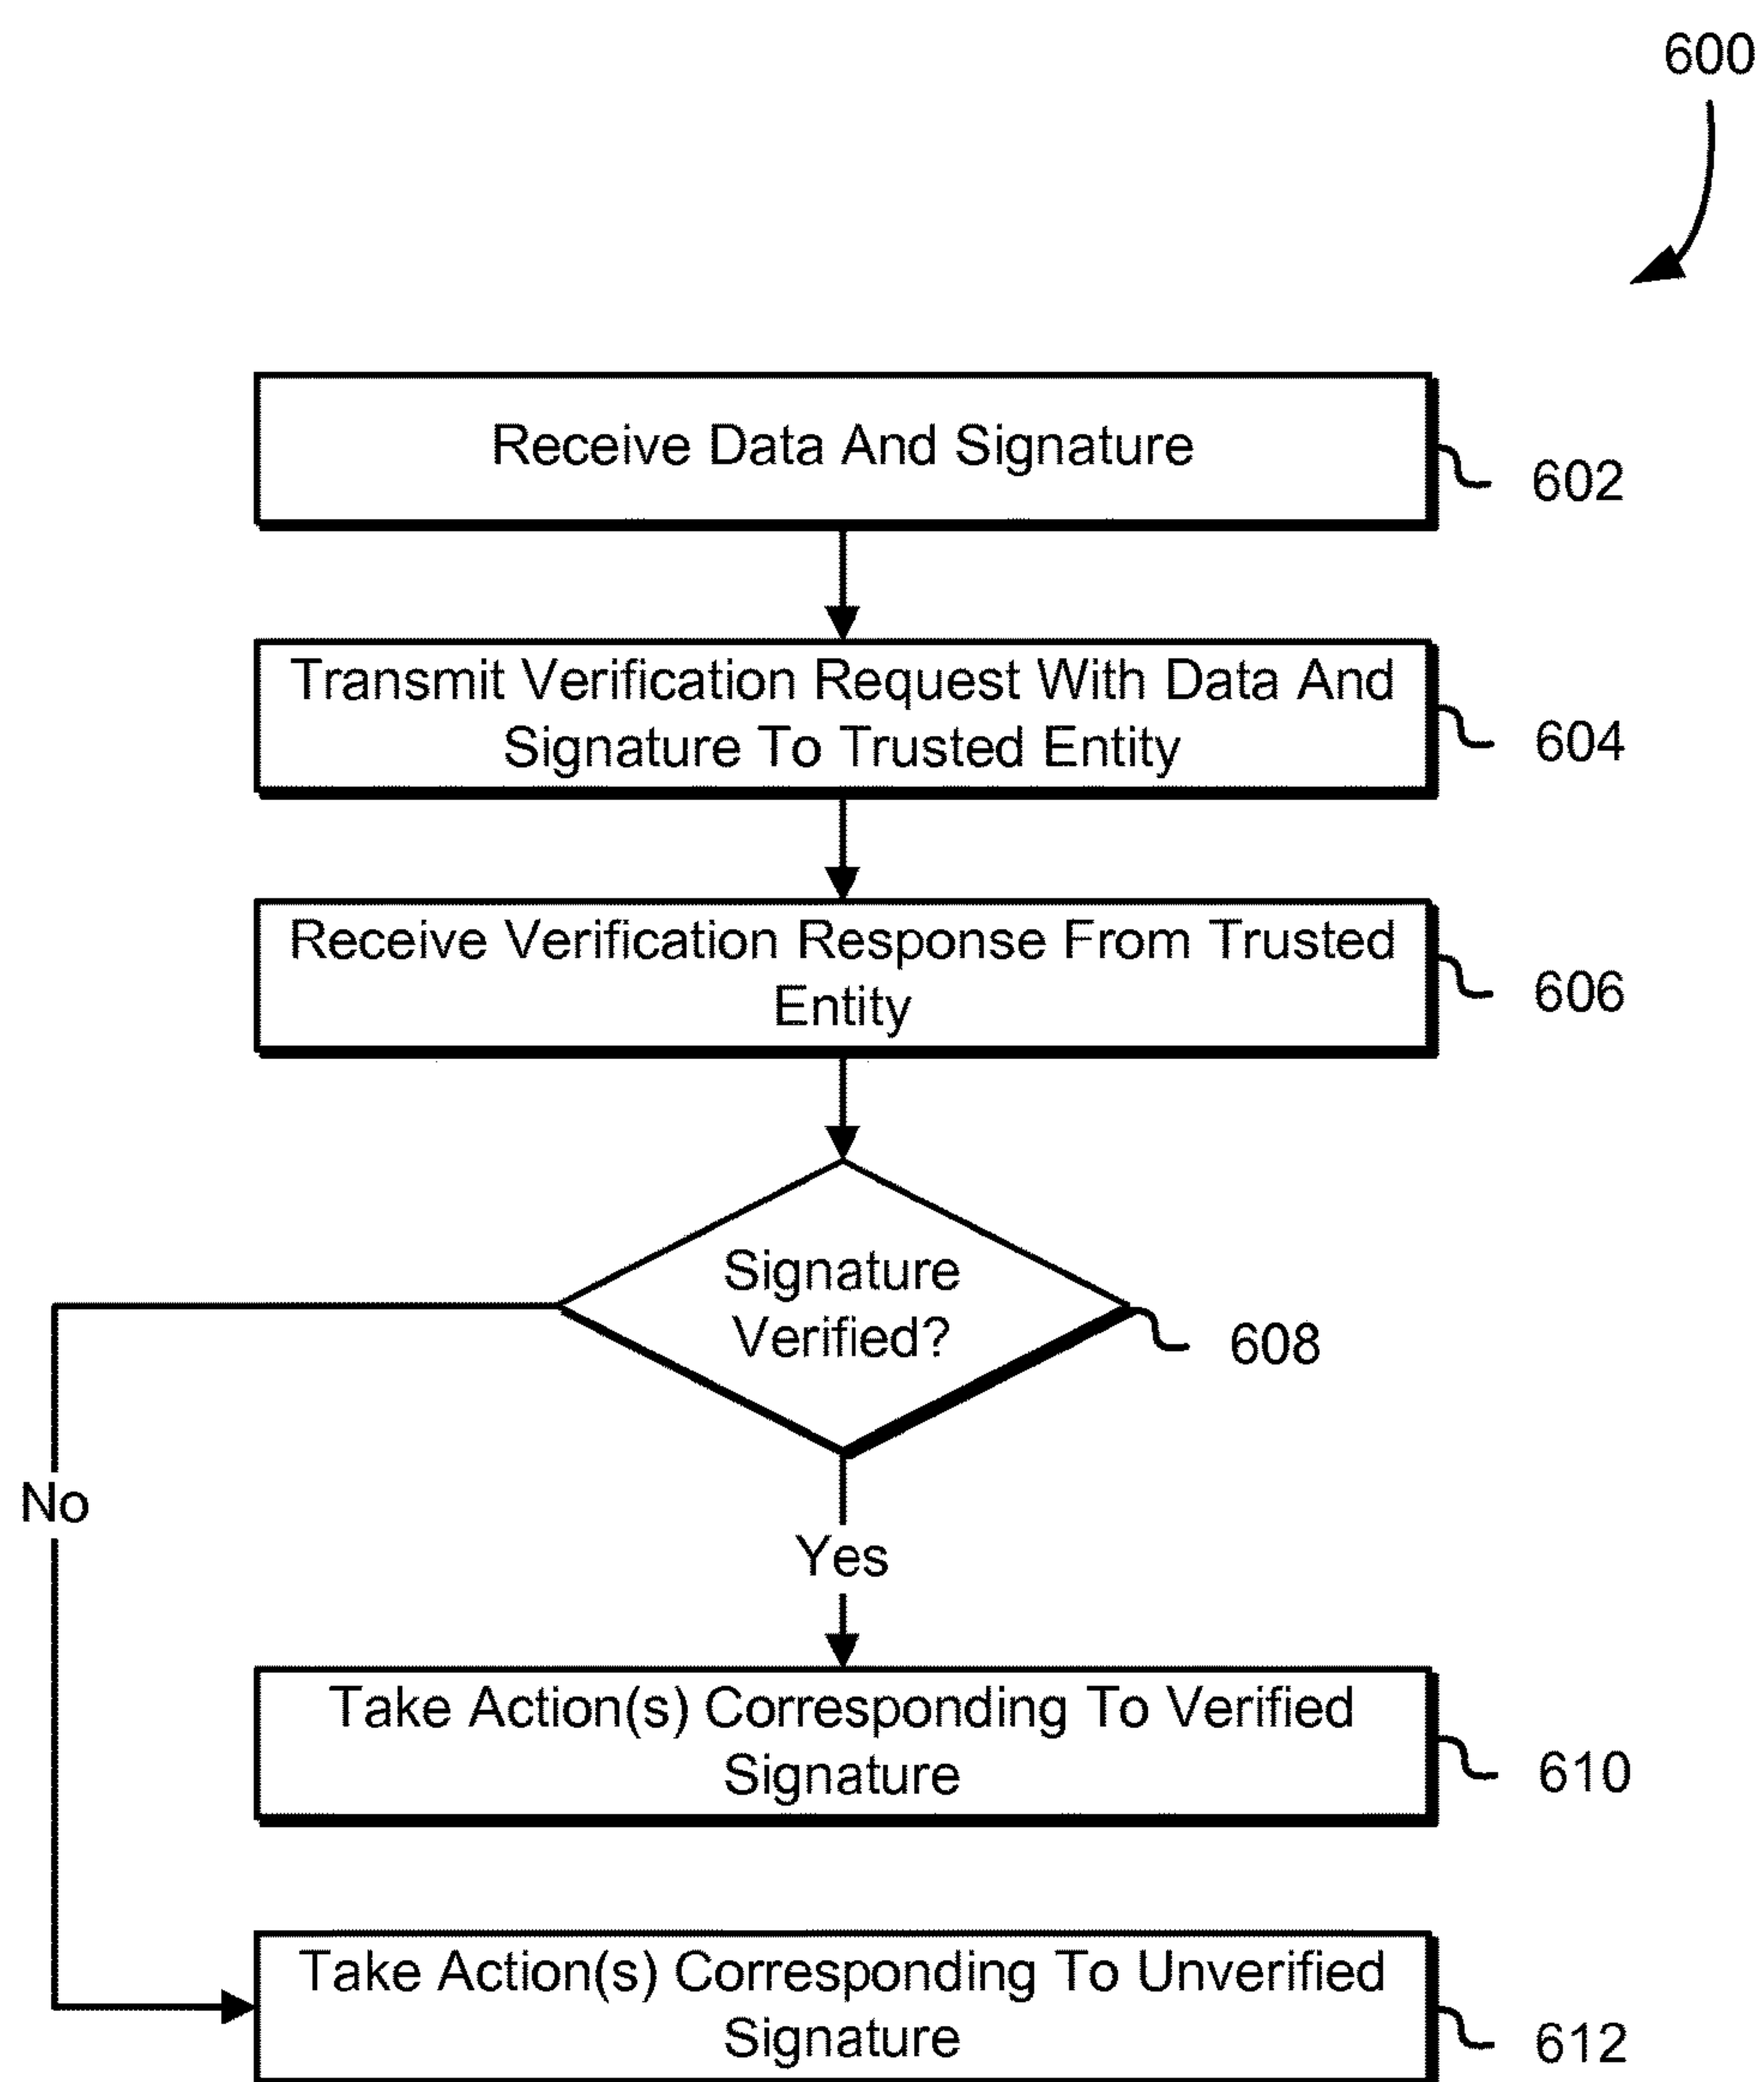 600
Receive Data And Signature
602
Transmit Verification Request With Data And
Signature To Trusted Entity
604
Receive Verification Response From Trusted
Entity
606
Signature
Verified?
608
No
Yes
Take Action(s) Corresponding To Verified
Signature
610
Take Action(s) Corresponding To Unverified
Signature
612